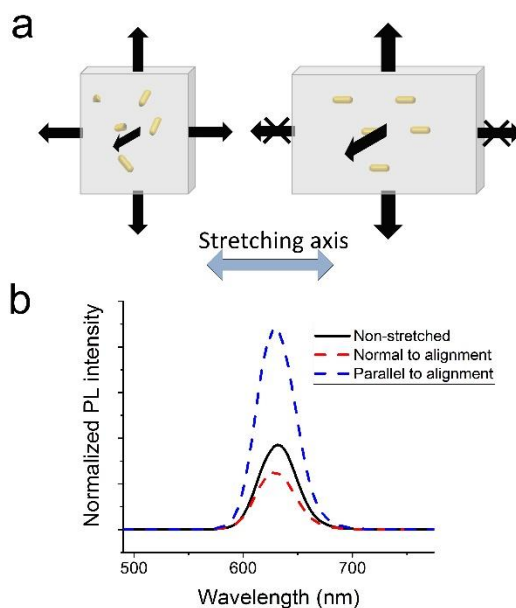 a
Stretching axis
b
Normalized PL intensity
Non-stretched
Normal to alignment
Parallel to alignment
500 600 700
Wavelength (nm)